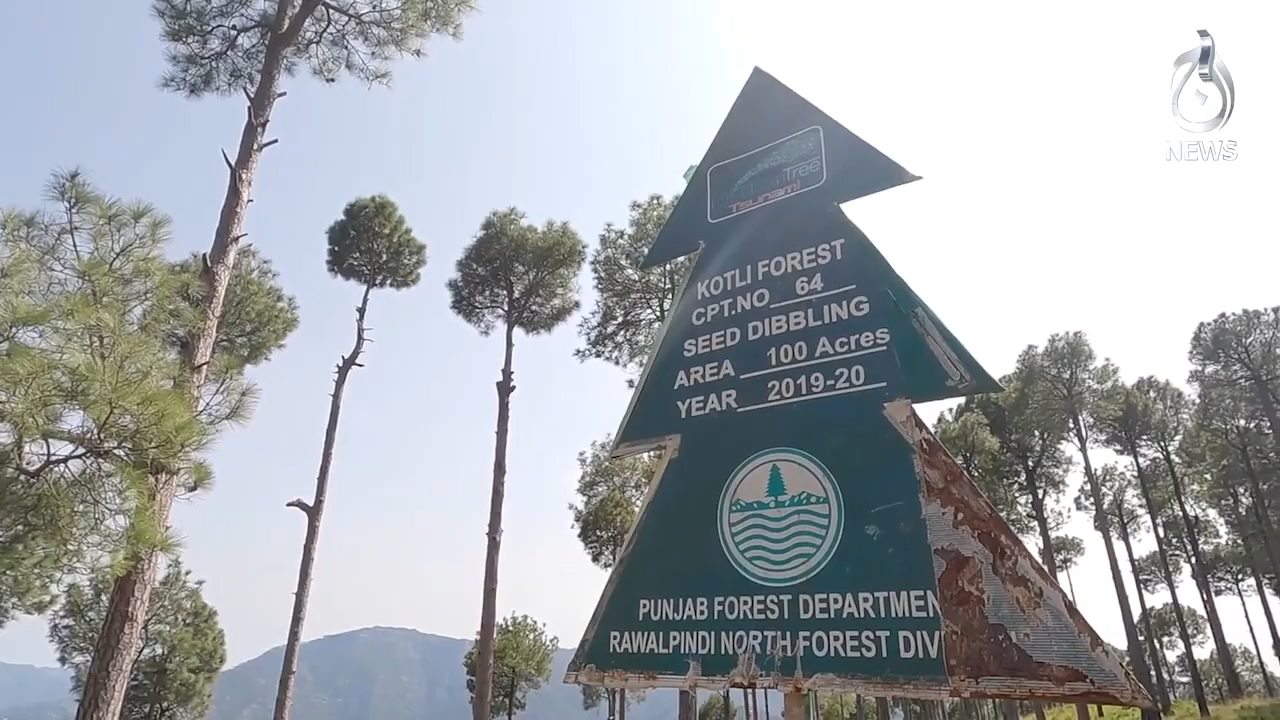 NEWS
Tree
Tsunami
KOTLI FOREST
CPT.NO 64
SEED DIBBLING
AREA 100 Acres
YEAR 2019-20
PUNJAB FOREST DEPARTMEN
RAWALPINDI NORTH FOREST DIV